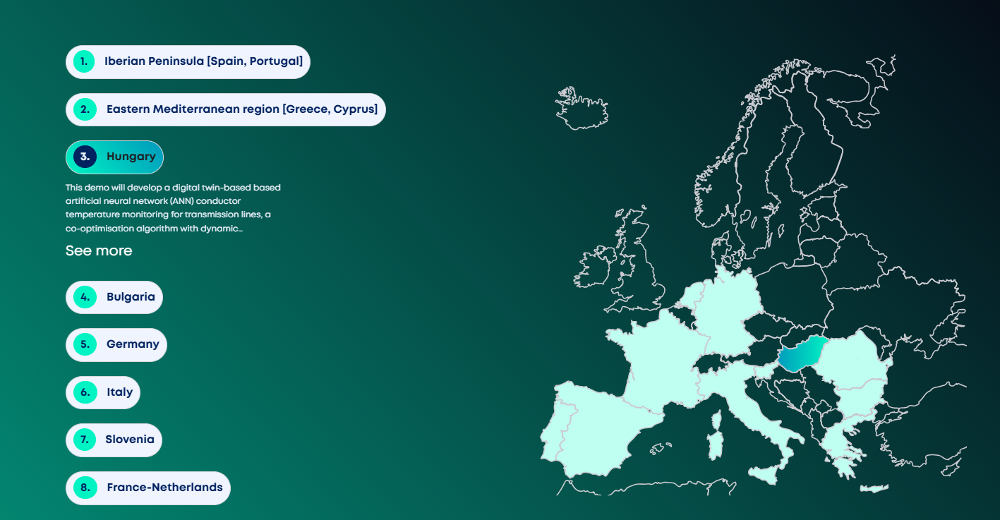 1. Iberian Peninsula [Spain, Portugal]
2. Eastern Mediterranean region [Greece, Cyprus]
3. Hungary
This demo will develop a digital twin-based based
artificial neural network (ANN) conductor
temperature monitoring for transmission lines, a
co-optimisation algorithm with dynamic...
See more
4. Bulgaria
5. Germany
6. Italy
7. Slovenia
8. France-Netherlands